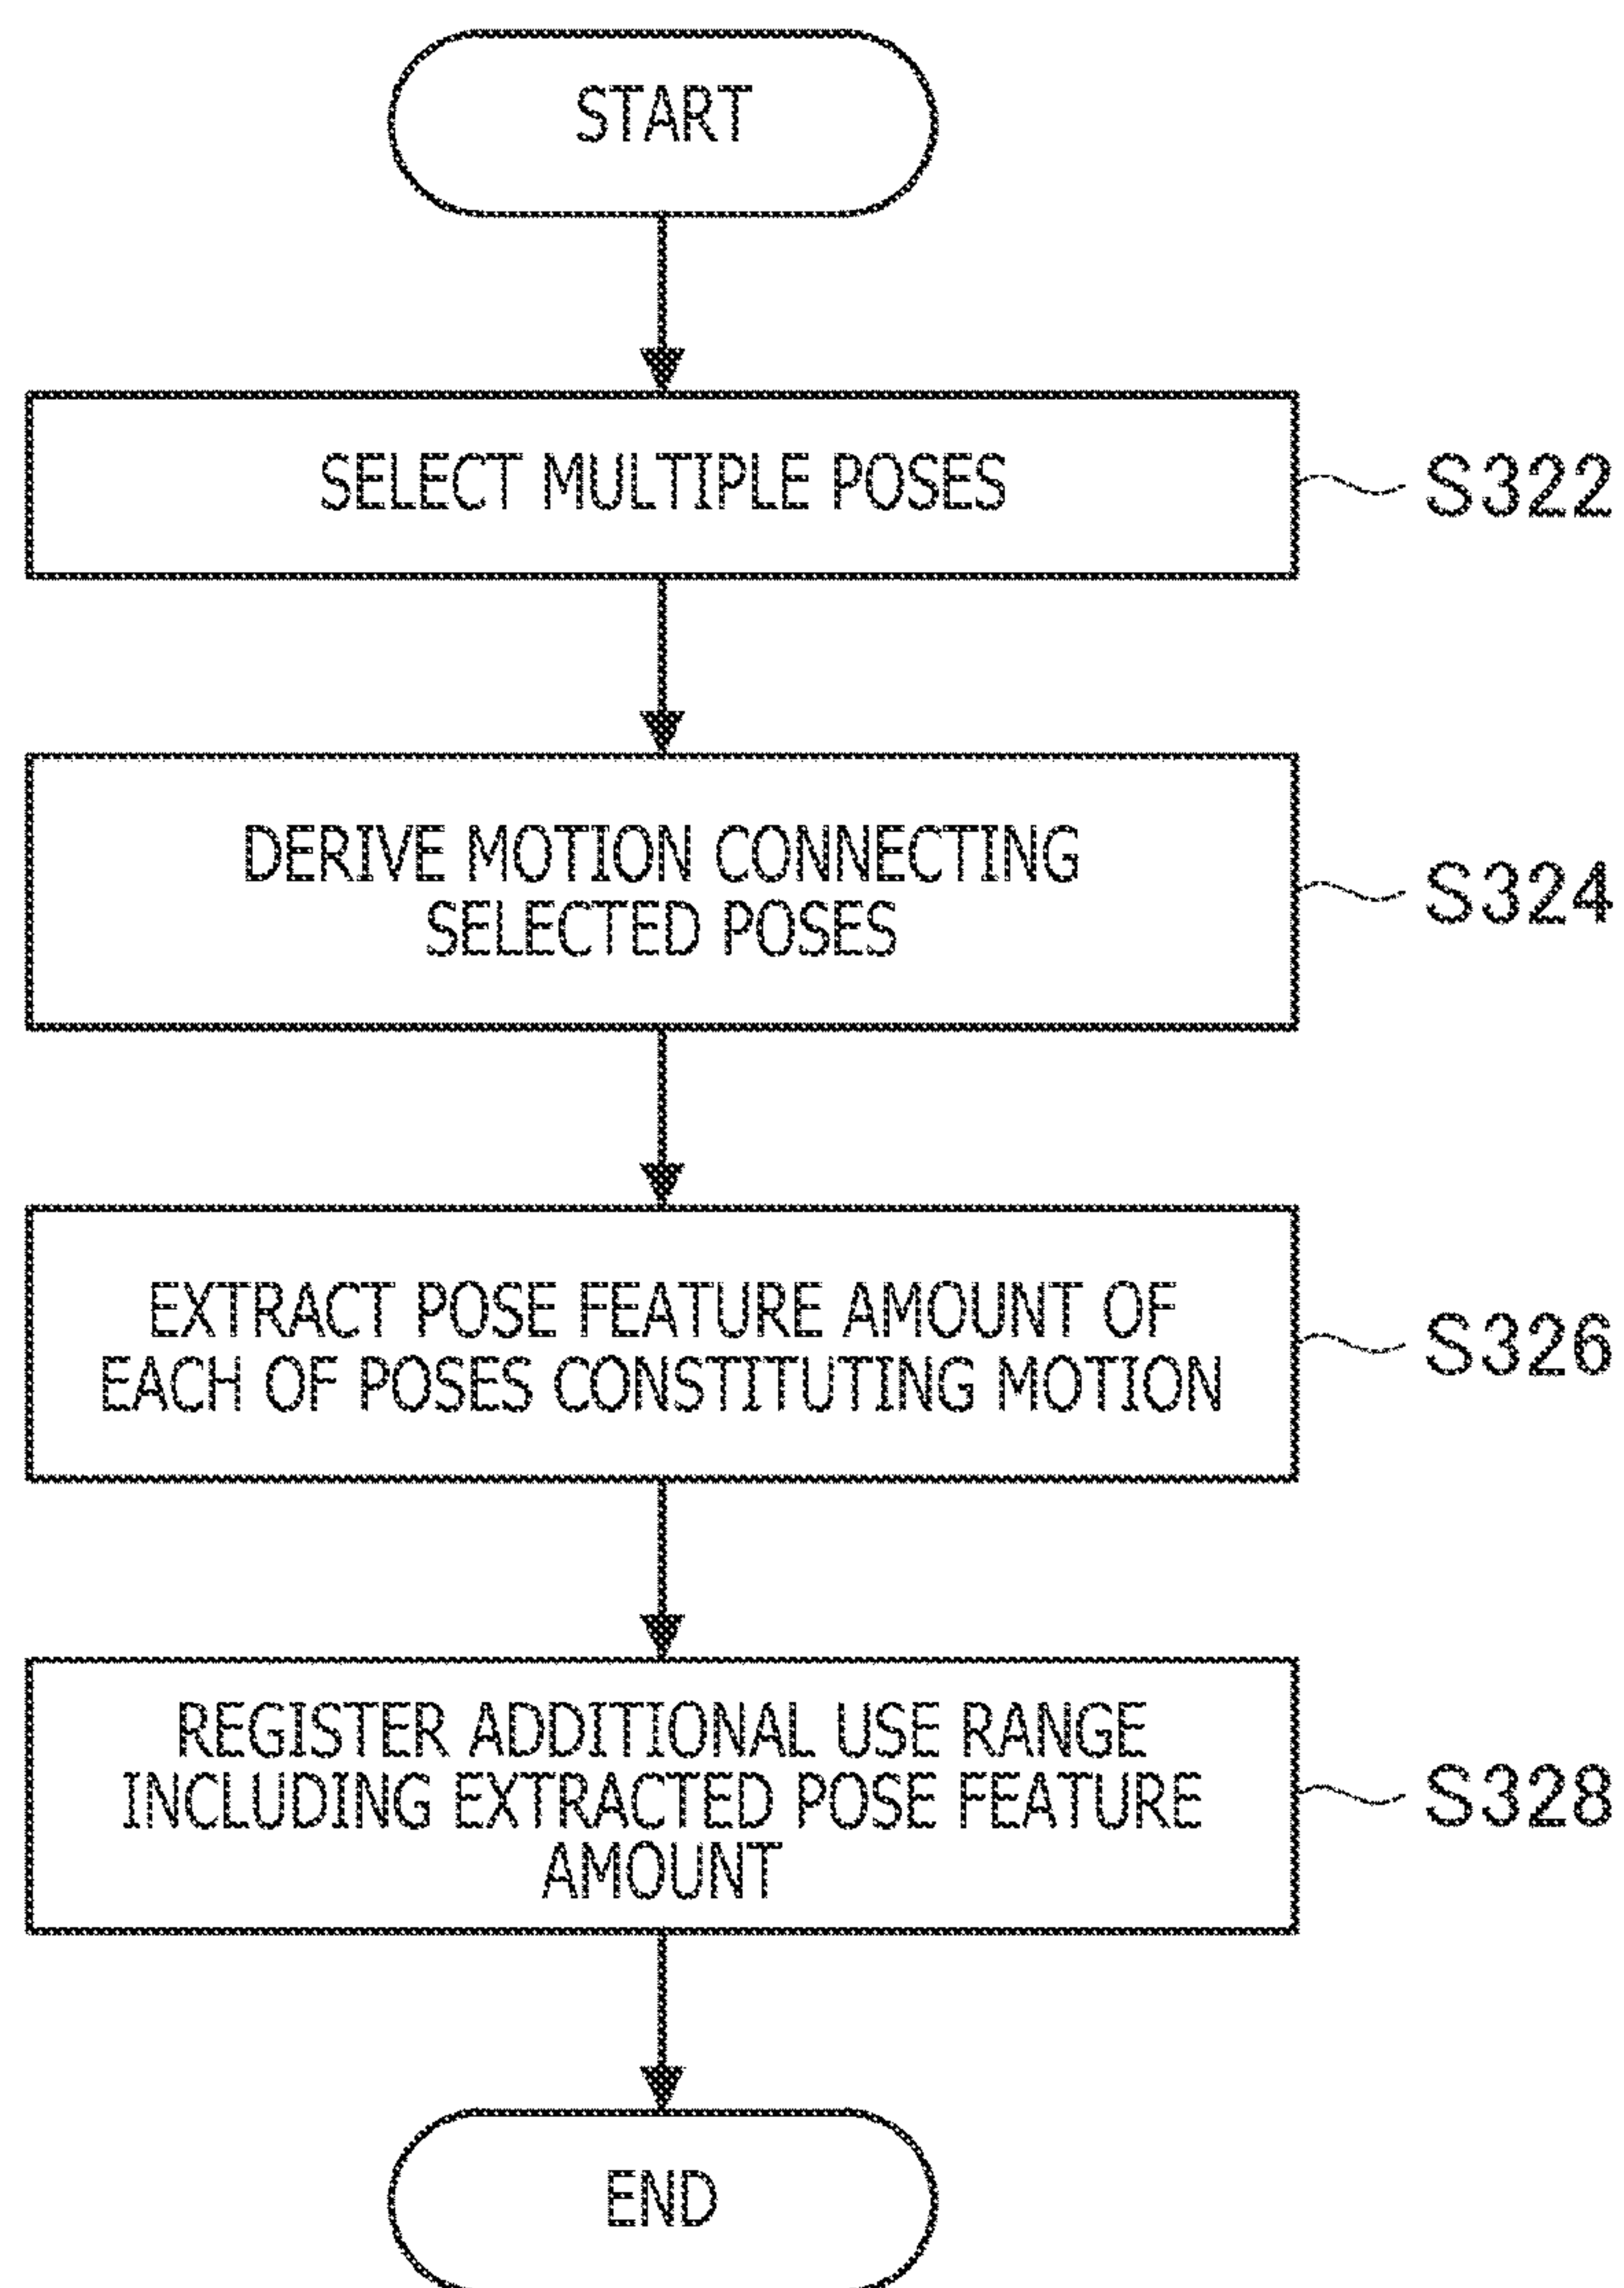 START
SELECT MULTIPLE POSES
S322
DERIVE MOTION CONNECTING
SELECTED POSES
S324
EXTRACT POSE FEATURE AMOUNT OF
EACH OF POSES CONSTITUTING MOTION
S326
REGISTER ADDITIONAL USE RANGE
INCLUDING EXTRACTED POSE FEATURE
AMOUNT
S328
END